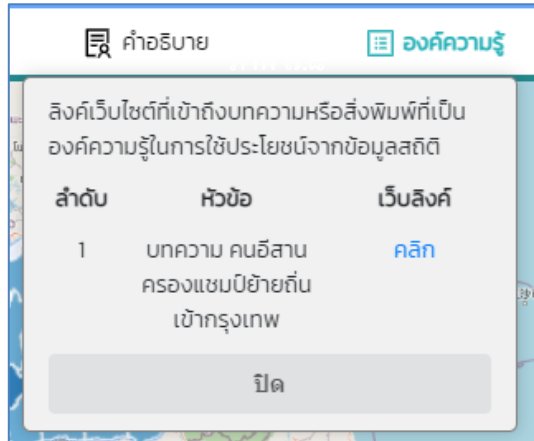 คำอธิบาย องค์ความรู้
ลิงค์เว็บไซต์ที่เข้าถึงบทความหรือสิ่งพิมพ์ที่เป็น
องค์ความรู้ในการใช้ประโยชน์จากข้อมูลสถิติ
ลำดับ หัวข้อ เว็บลิงค์
1 บทความ คนอีสาน คลิก
ครองแชมป์ย้ายถิ่น
เข้ากรุงเทพ
ปิด